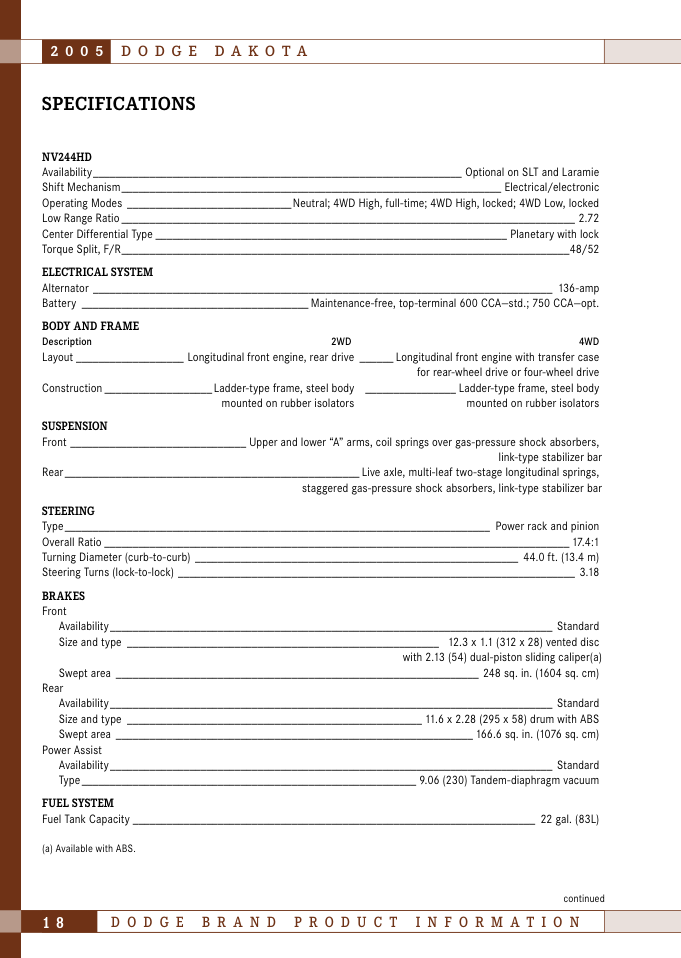 2005 DODGE DAKOTA
SPECIFICATIONS
NV244HD
Availability Optional on SLT and Laramie
Shift Mechanism Electrical/electronic
Operating Modes Neutral; 4WD High, full-time; 4WD High, locked; 4WD Low, locked
Low Range Ratio 2.72
Center Differential Type Planetary with lock
Torque Split, F/R 48/52
ELECTRICAL SYSTEM
Alternator 136-amp
Battery Maintenance-free, top-terminal 600 CCA—std.; 750 CCA—opt.
BODY AND FRAME
Description 2WD 4WD
Layout Longitudinal front engine, rear drive Longitudinal front engine with transfer case
for rear-wheel drive or four-wheel drive
Construction Ladder-type frame, steel body Ladder-type frame, steel body
mounted on rubber isolators mounted on rubber isolators
SUSPENSION
Front Upper and lower “A” arms, coil springs over gas-pressure shock absorbers,
link-type stabilizer bar
Rear Live axle, multi-leaf two-stage longitudinal springs,
staggered gas-pressure shock absorbers, link-type stabilizer bar
STEERING
Type Power rack and pinion
Overall Ratio 17.4:1
Turning Diameter (curb-to-curb) 44.0 ft. (13.4 m)
Steering Turns (lock-to-lock) 3.18
BRAKES
Front
Availability Standard
Size and type 12.3 x 1.1 (312 x 28) vented disc
with 2.13 (54) dual-piston sliding caliper(a)
Swept area 248 sq. in. (1604 sq. cm)
Rear
Availability Standard
Size and type 11.6 x 2.28 (295 x 58) drum with ABS
Swept area 166.6 sq. in. (1076 sq. cm)
Power Assist
Availability Standard
Type 9.06 (230) Tandem-diaphragm vacuum
FUEL SYSTEM
Fuel Tank Capacity 22 gal. (83L)
(a) Available with ABS.
continued
18 DODGE BRAND PRODUCT INFORMATION